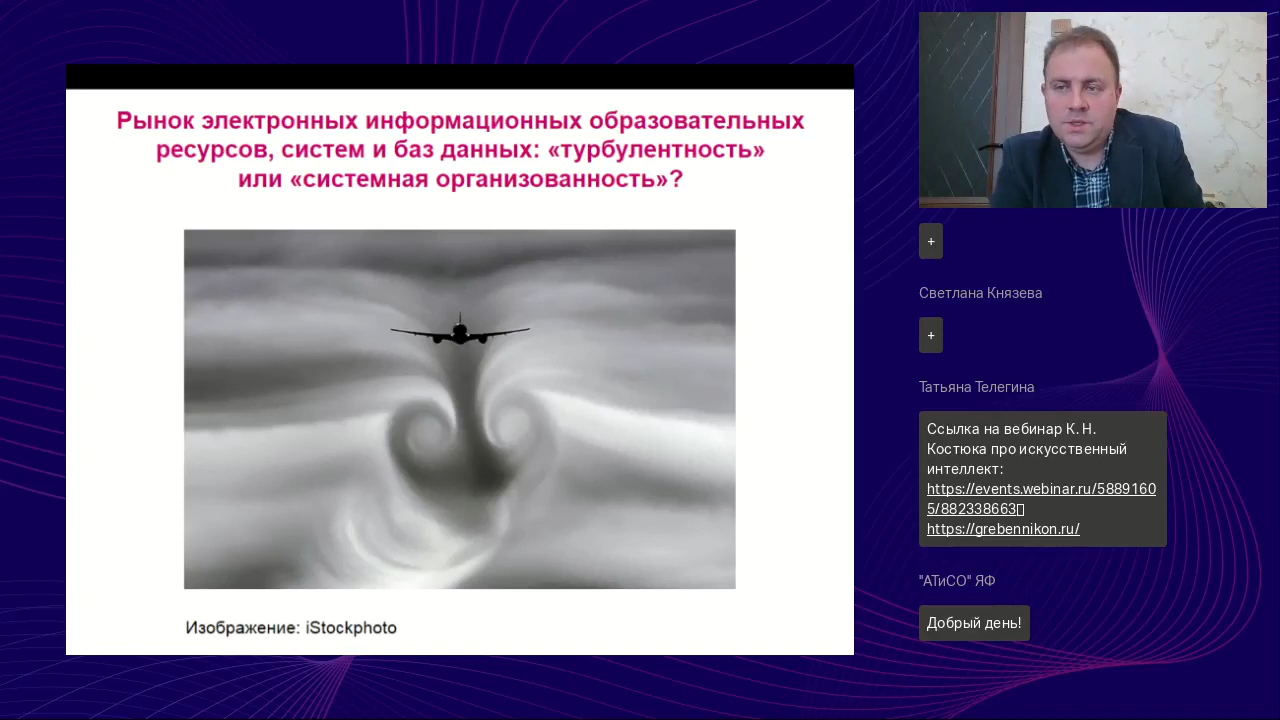 Рынок электронных информационных образовательных
ресурсов, систем и баз данных: «турбулентность»
или «системная организованность»?
Изображение: iStockphoto
+
Светлана Князева
+
Татьяна Телегина
Ссылка на вебинар К. Н.
Костюка про искусственный
интеллект:
https://events.webinar.ru/5889160
5/882338663
https://grebennikon.ru/
"АТиСО" ЯФ
Добрый день!